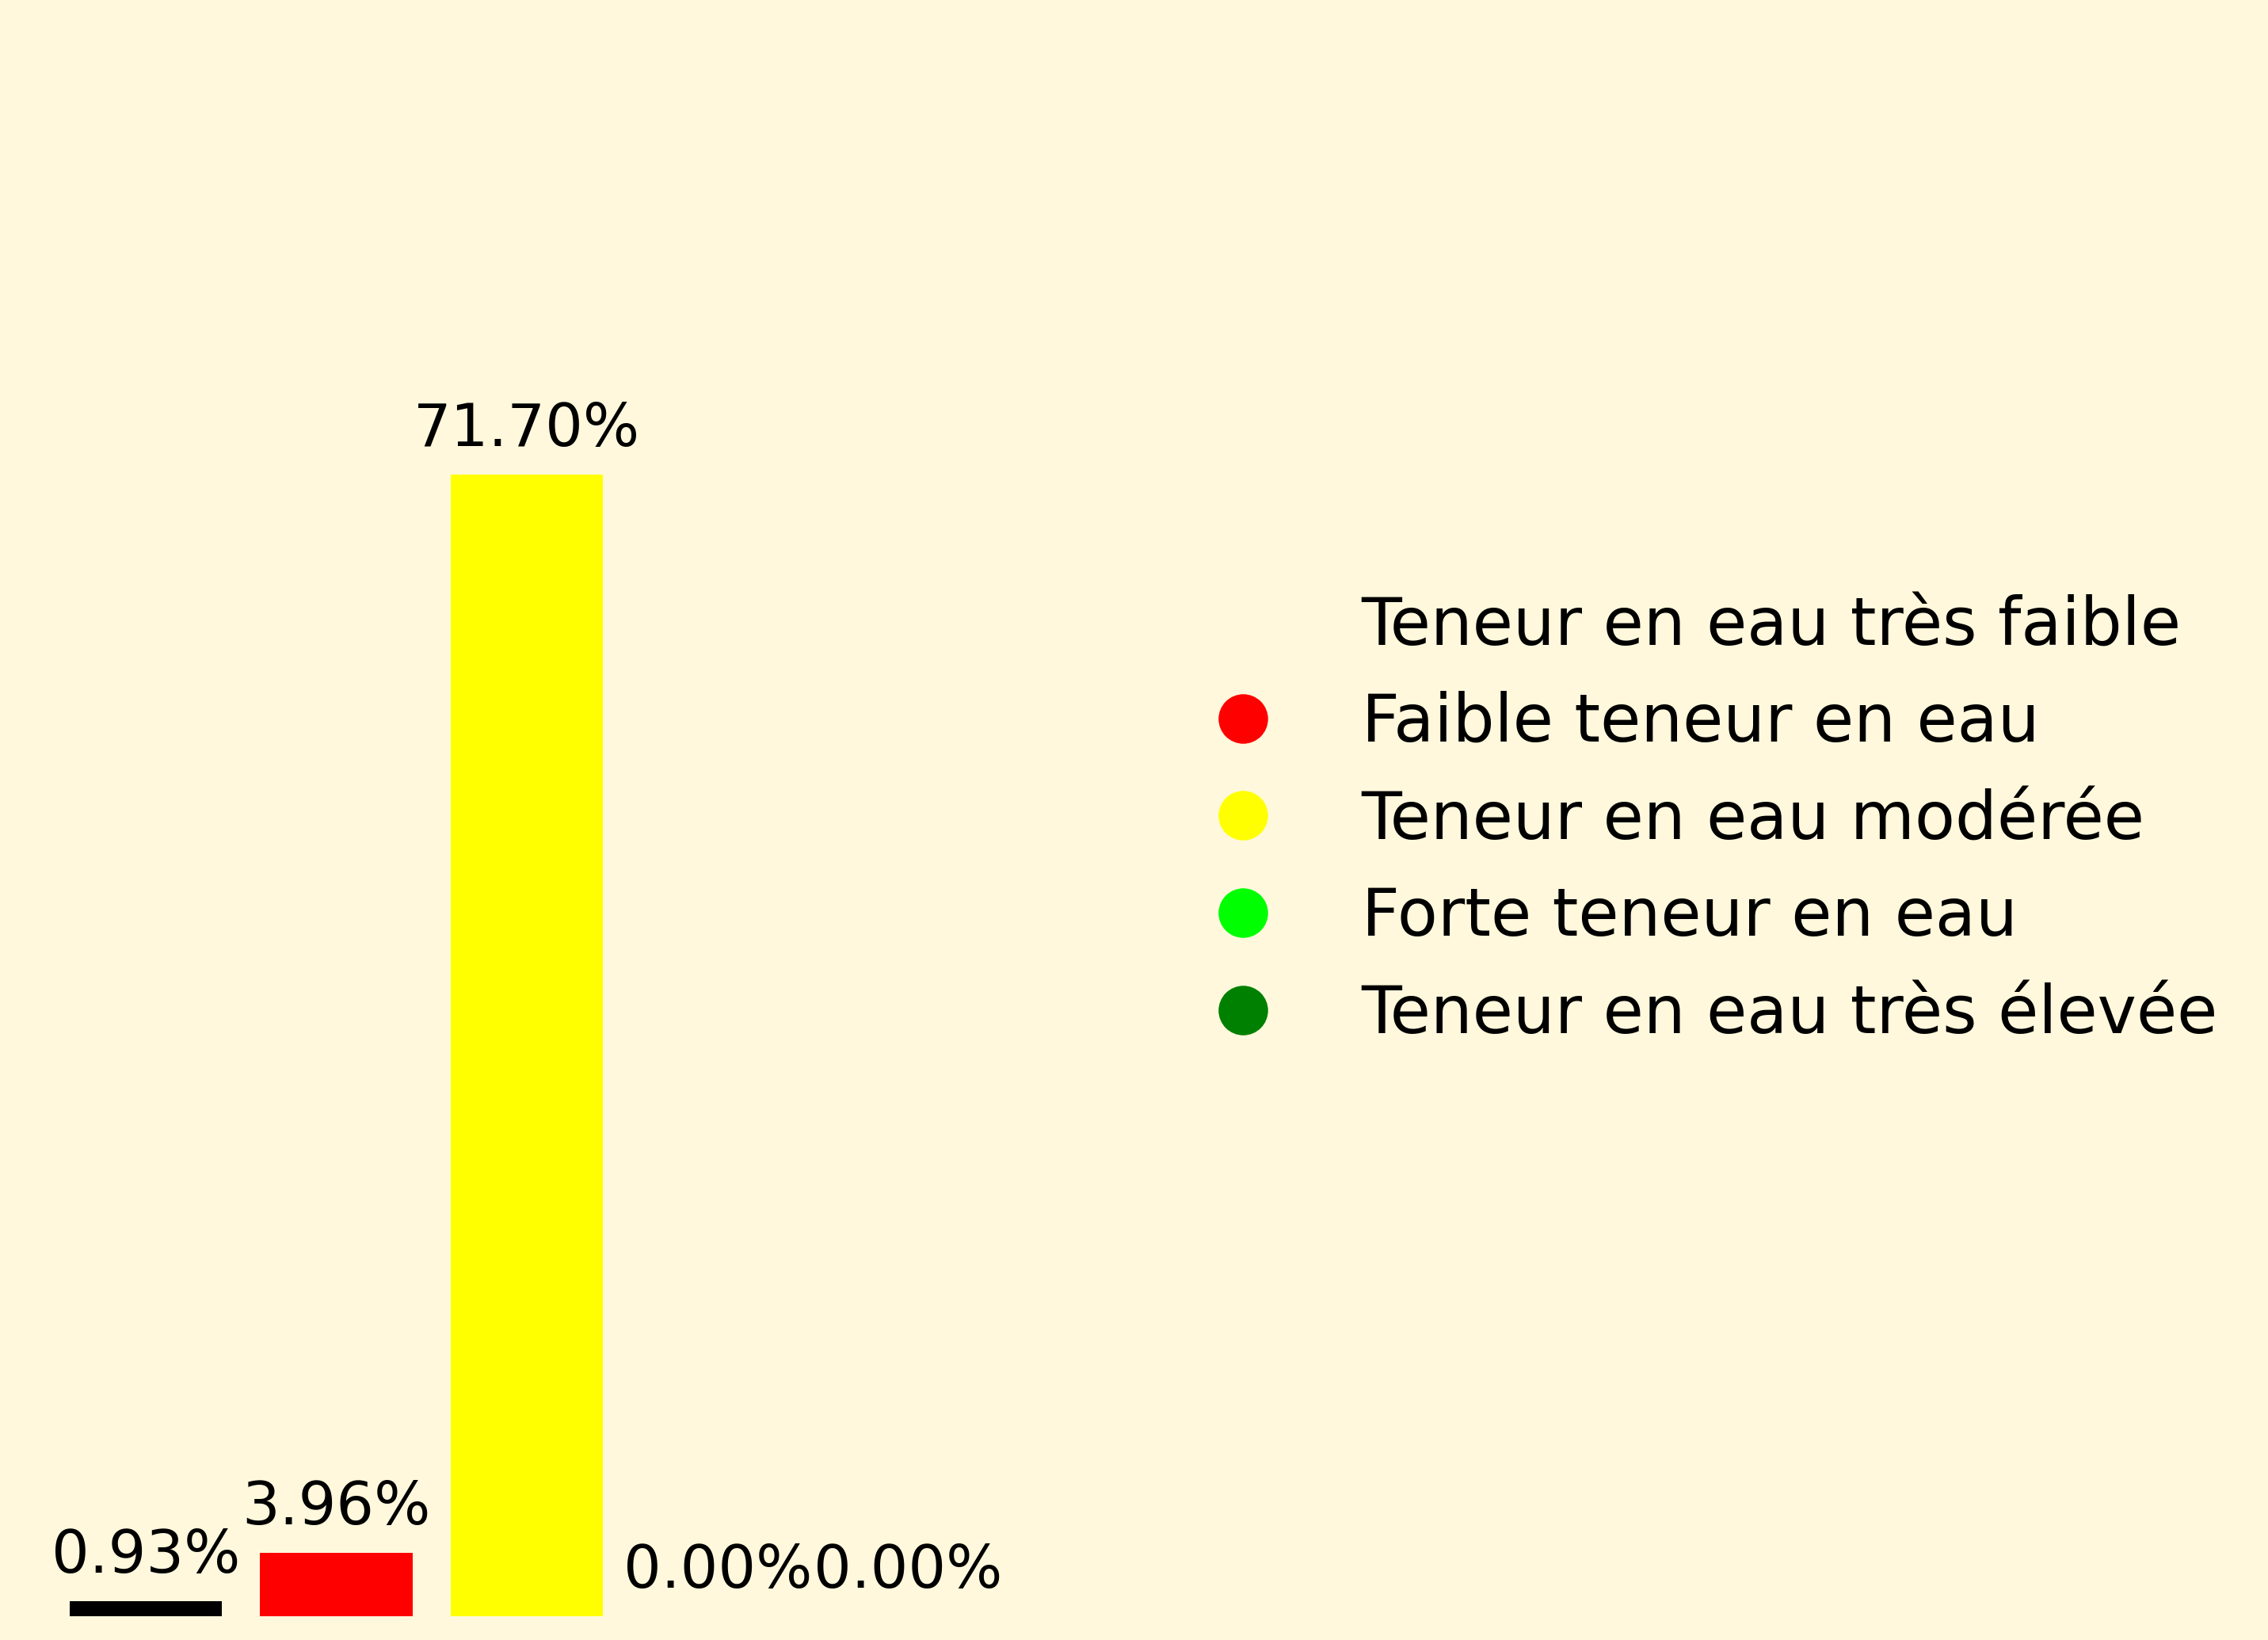 71.70%
Teneur en eau très faible
Faible teneur en eau
Teneur en eau modérée
Forte teneur en eau
Teneur en eau très élevée
3.96%
0.93%
0.00%
0.00%